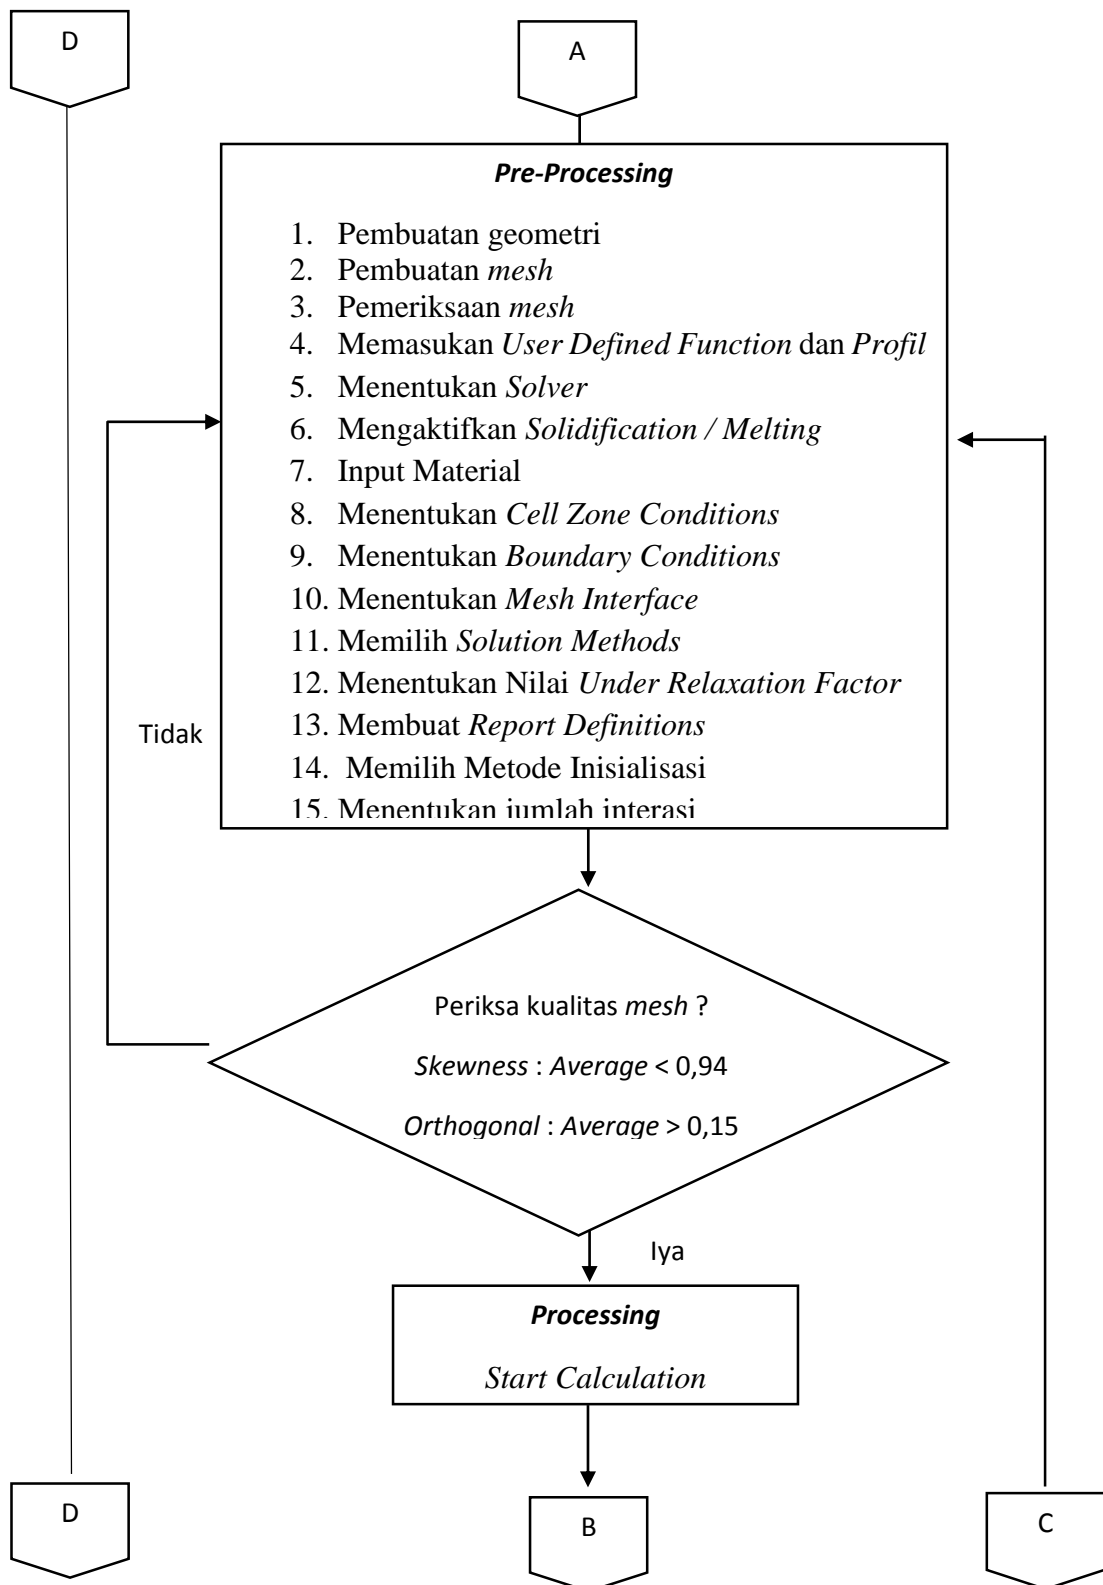 D
A
Pre-Processing
1. Pembuatan geometri
2. Pembuatan mesh
3. Pemeriksaan mesh
4. Memasukan User Defined Function dan Profil
5. Menentukan Solver
6. Mengaktifkan Solidification / Melting
7. Input Material
8. Menentukan Cell Zone Conditions
9. Menentukan Boundary Conditions
10. Menentukan Mesh Interface
11. Memilih Solution Methods
12. Menentukan Nilai Under Relaxation Factor
13. Membuat Report Definitions
14. Memilih Metode Inisialisasi
15. Menentukan jumlah interasi
Tidak
Periksa kualitas mesh ?
Skewness : Average < 0,94
Orthogonal : Average > 0,15
Iya
Processing
Start Calculation
D
B
C